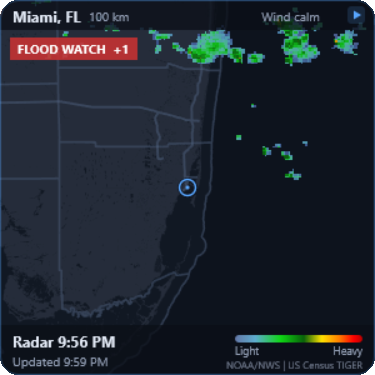 Miami, FL 100 km Wind calm
FLOOD WATCH +1
Radar 9:56 PM
Updated 9:59 PM
Light Heavy
NOAA/NWS | US Census TIGER